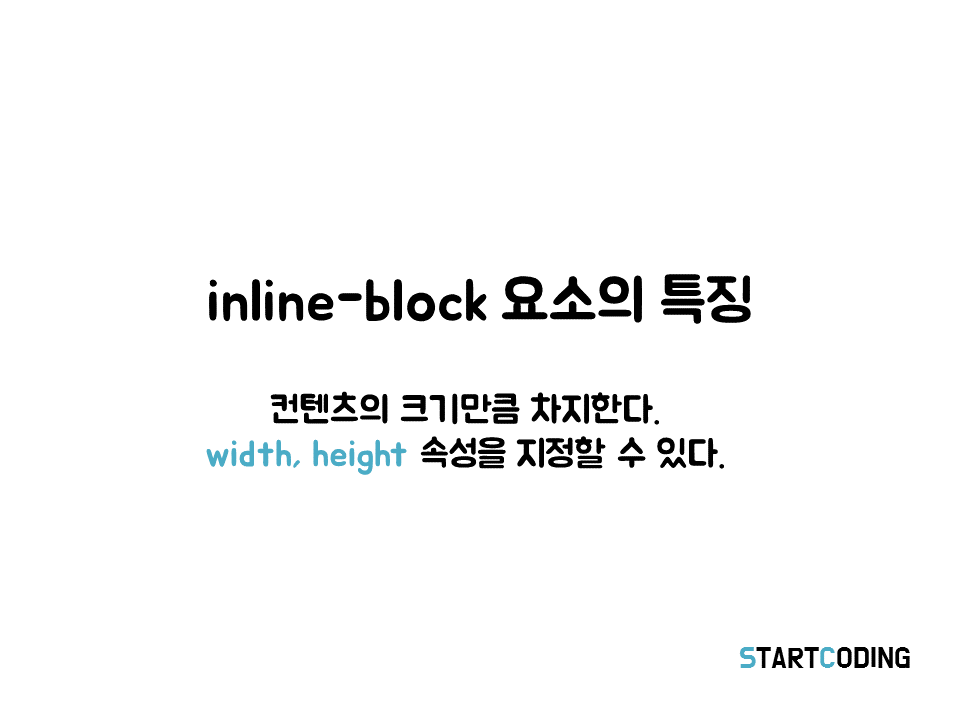 inline-block 요소의 특징
컨텐츠의 크기만큼 차지한다.
width, height 속성을 지정할 수 있다.
STARTCODING